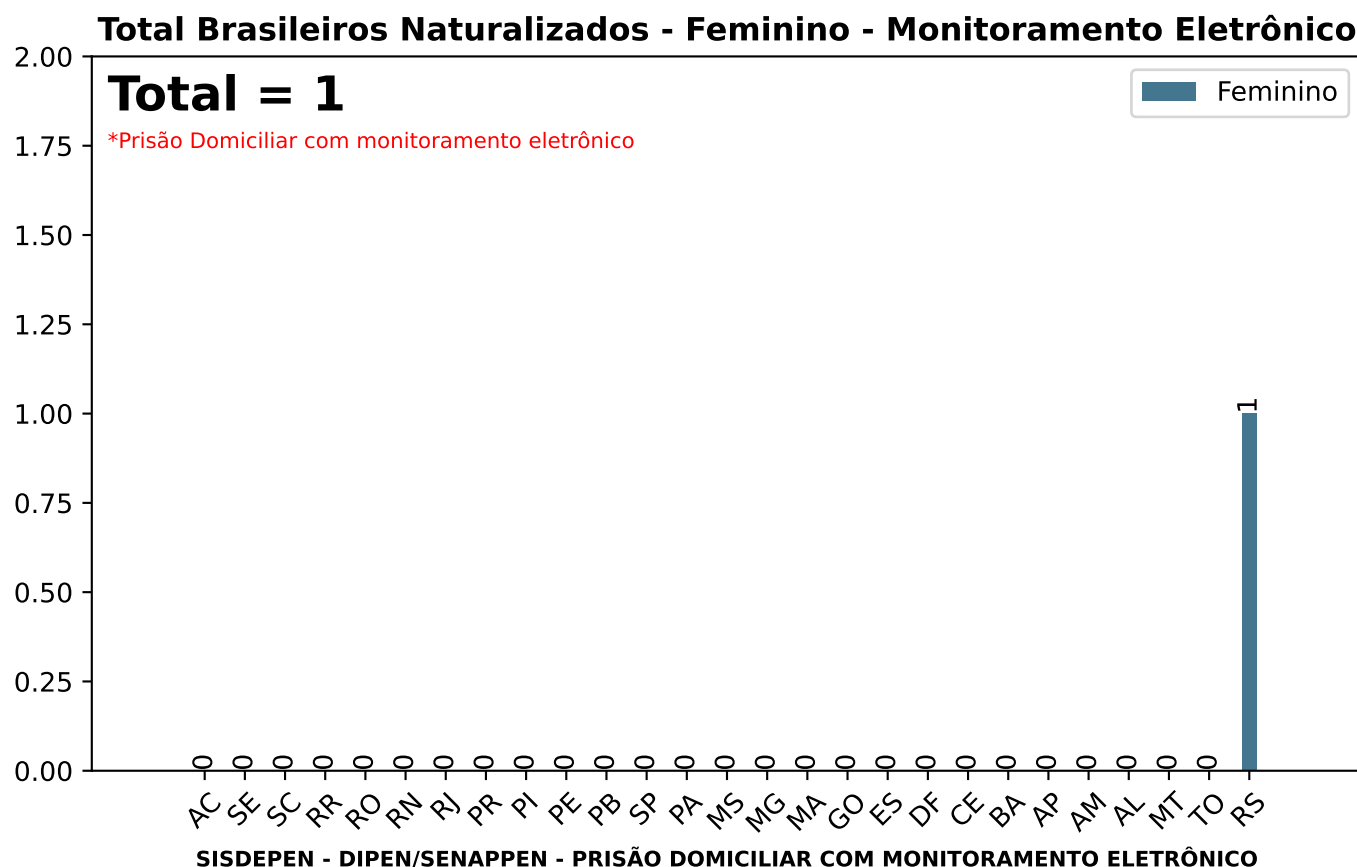 Total Brasileiros Naturalizados - Feminino - Monitoramento Eletrônico
2.00
Total = 1
Feminino
*Prisão Domiciliar com monitoramento eletrônico
1.75
1.50
1.25
1.00
1
0.75
0.50
0.25
0.00
0 0 0 0 0 0 0 0 0 0 0 0 0 0 0 0 0 0 0 0 0 0 0 0 0 0
AC SE SC RR RO RN RJ PR PI PE PB SP PA MS MG MA GO ES DF CE BA AP AM AL MT TO RS
SISDEPEN - DIPEN/SENAPPEN - PRISÃO DOMICILIAR COM MONITORAMENTO ELETRÔNICO